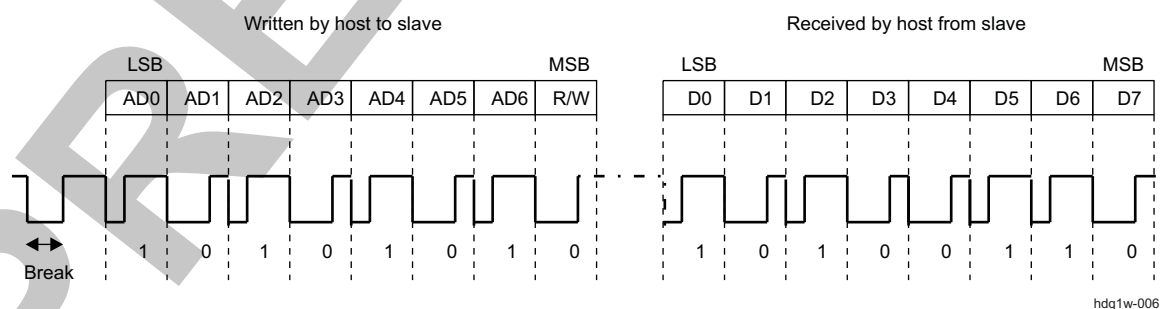 Written by host to slave Received by host from slave
LSB MSB LSB MSB
AD0 AD1 AD2 AD3 AD4 AD5 AD6 R/W D0 D1 D2 D3 D4 D5 D6 D7
1 0 1 0 1 0 1 0 1 0 1 0 0 1 1 0
Break
hdq1w-006